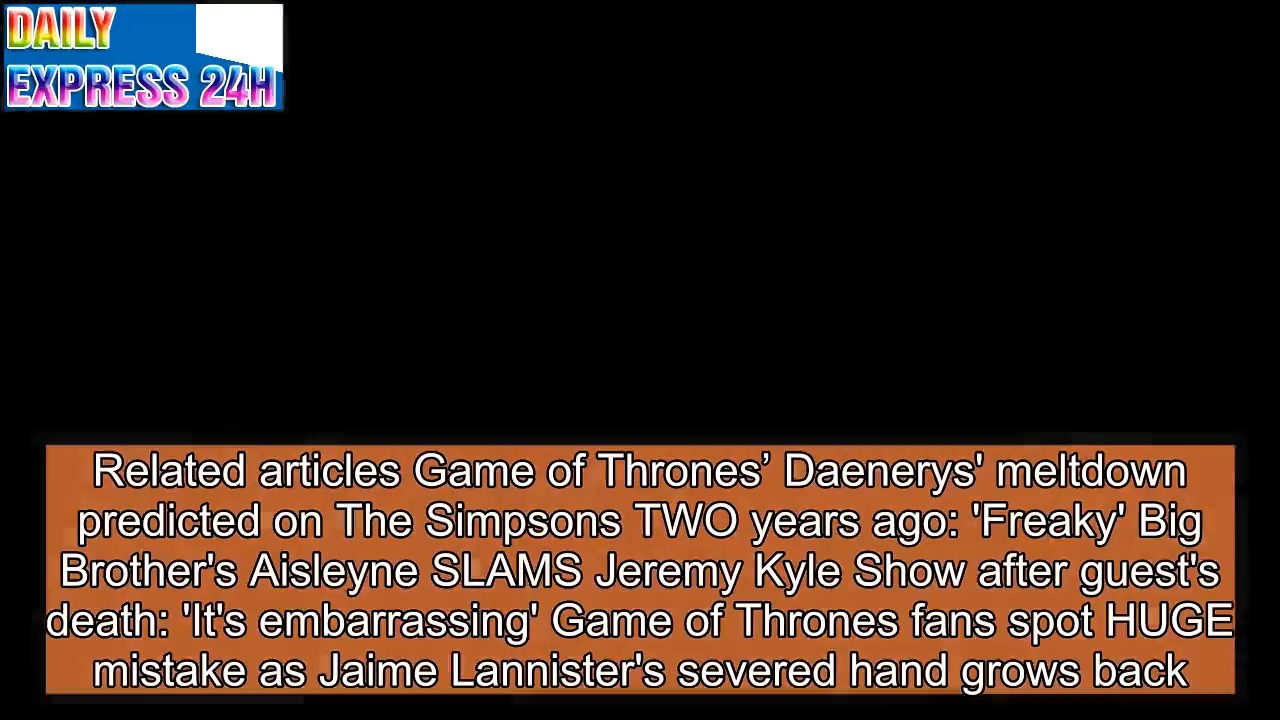 DAILY
EXPRESS 24H
Related articles Game of Thrones’ Daenerys' meltdown
predicted on The Simpsons TWO years ago: 'Freaky' Big
Brother's Aisleyne SLAMS Jeremy Kyle Show after guest's
death: 'It's embarrassing' Game of Thrones fans spot HUGE
mistake as Jaime Lannister's severed hand grows back